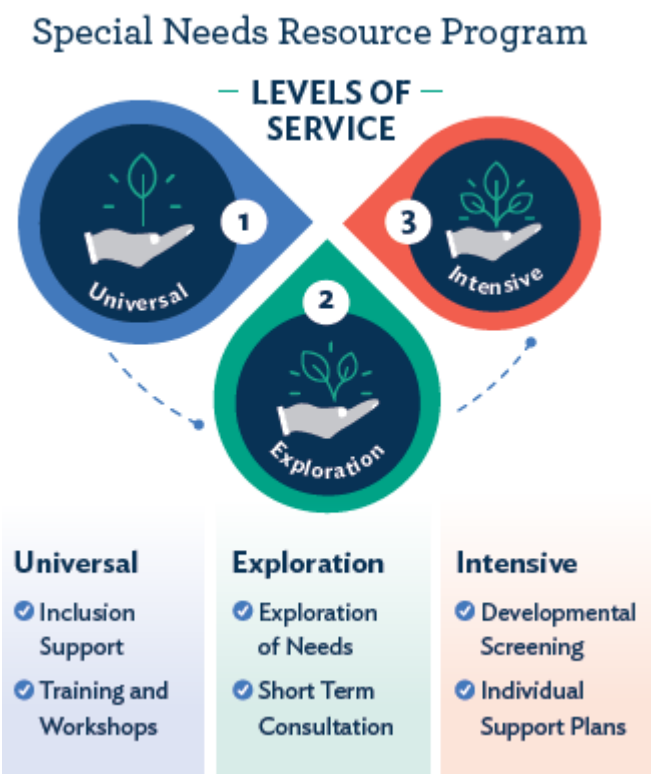 Special Needs Resource Program
LEVELS OF
SERVICE
1
Universal
3
Intensive
2
Exploration
Universal
Inclusion
Support
Training and
Workshops
Exploration
Exploration
of Needs
Short Term
Consultation
Intensive
Developmental
Screening
Individual
Support Plans